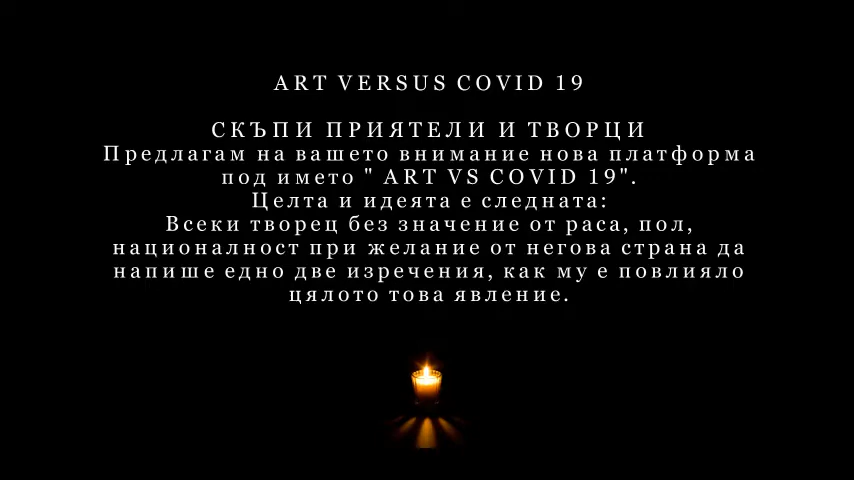 ART VERSUS COVID 19
СКЪПИ ПРИЯТЕЛИ И ТВОРЦИ
Предлагам на вашето внимание нова платформа
под името " ART VS COVID 19".
Целта и идеята е следната:
Всеки творец без значение от раса, пол,
националност при желание от негова страна да
напише едно две изречения, как му е повлияло
цялото това явление.